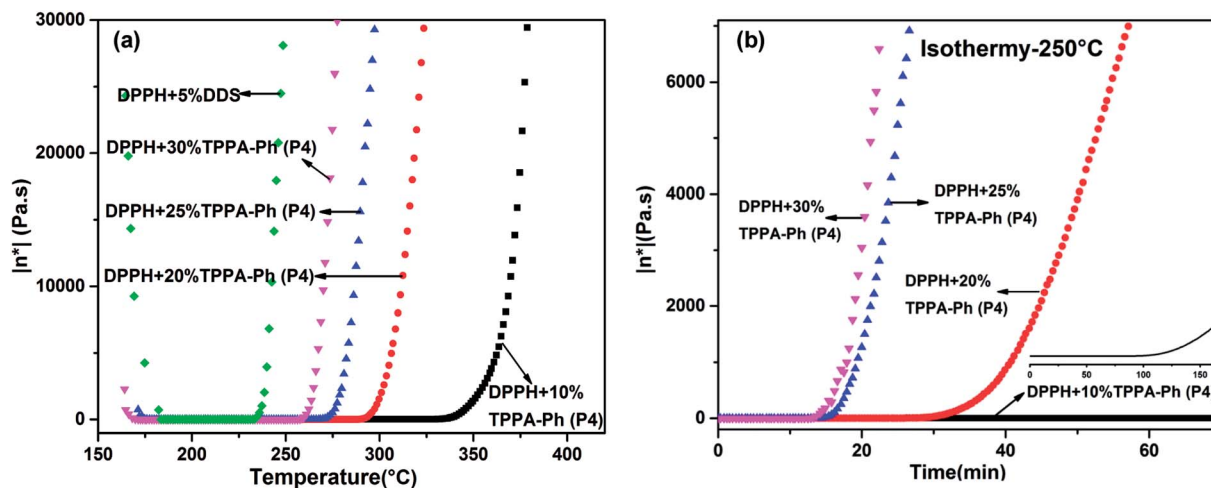 (a)
30000
20000
10000
0
|n*| (Pa.s)
DPPH+5%DDS
DPPH+30%TPPA-Ph (P4)
DPPH+25%TPPA-Ph (P4)
DPPH+20%TPPA-Ph (P4)
DPPH+10%
TPPA-Ph (P4)
150 200 250 300 350 400
Temperature(°C)
(b)
Isothermy-250°C
6000
4000
2000
0
|n*|(Pa.s)
DPPH+30%
TPPA-Ph (P4)
DPPH+25%
TPPA-Ph (P4)
DPPH+20%
TPPA-Ph (P4)
0 50 100 150
DPPH+10%TPPA-Ph (P4)
0 20 40 60
Time(min)